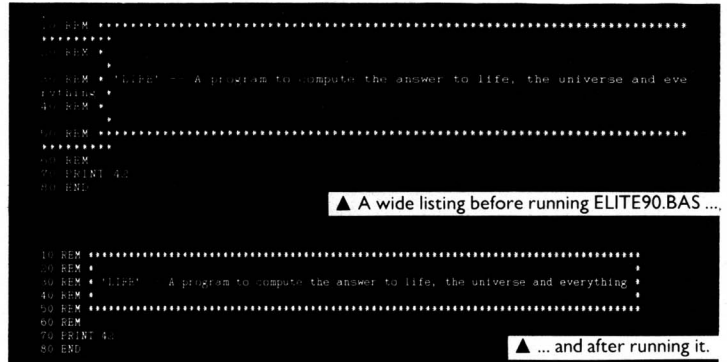 10 REM ************************************************************************
*********
20 REM *
*
30 REM * 'LIFE' -- A program to compute the answer to life, the universe and eve
rything *
40 REM *
*
50 REM ************************************************************************
*********
60 REM
70 PRINT 42
80 END
▲ A wide listing before running ELITE90.BAS ...,
10 REM *********************************************************************************
20 REM * *
30 REM * 'LIFE' A program to compute the answer to life, the universe and everything *
40 REM * *
50 REM *********************************************************************************
60 REM
70 PRINT 42
80 END
▲ ... and after running it.